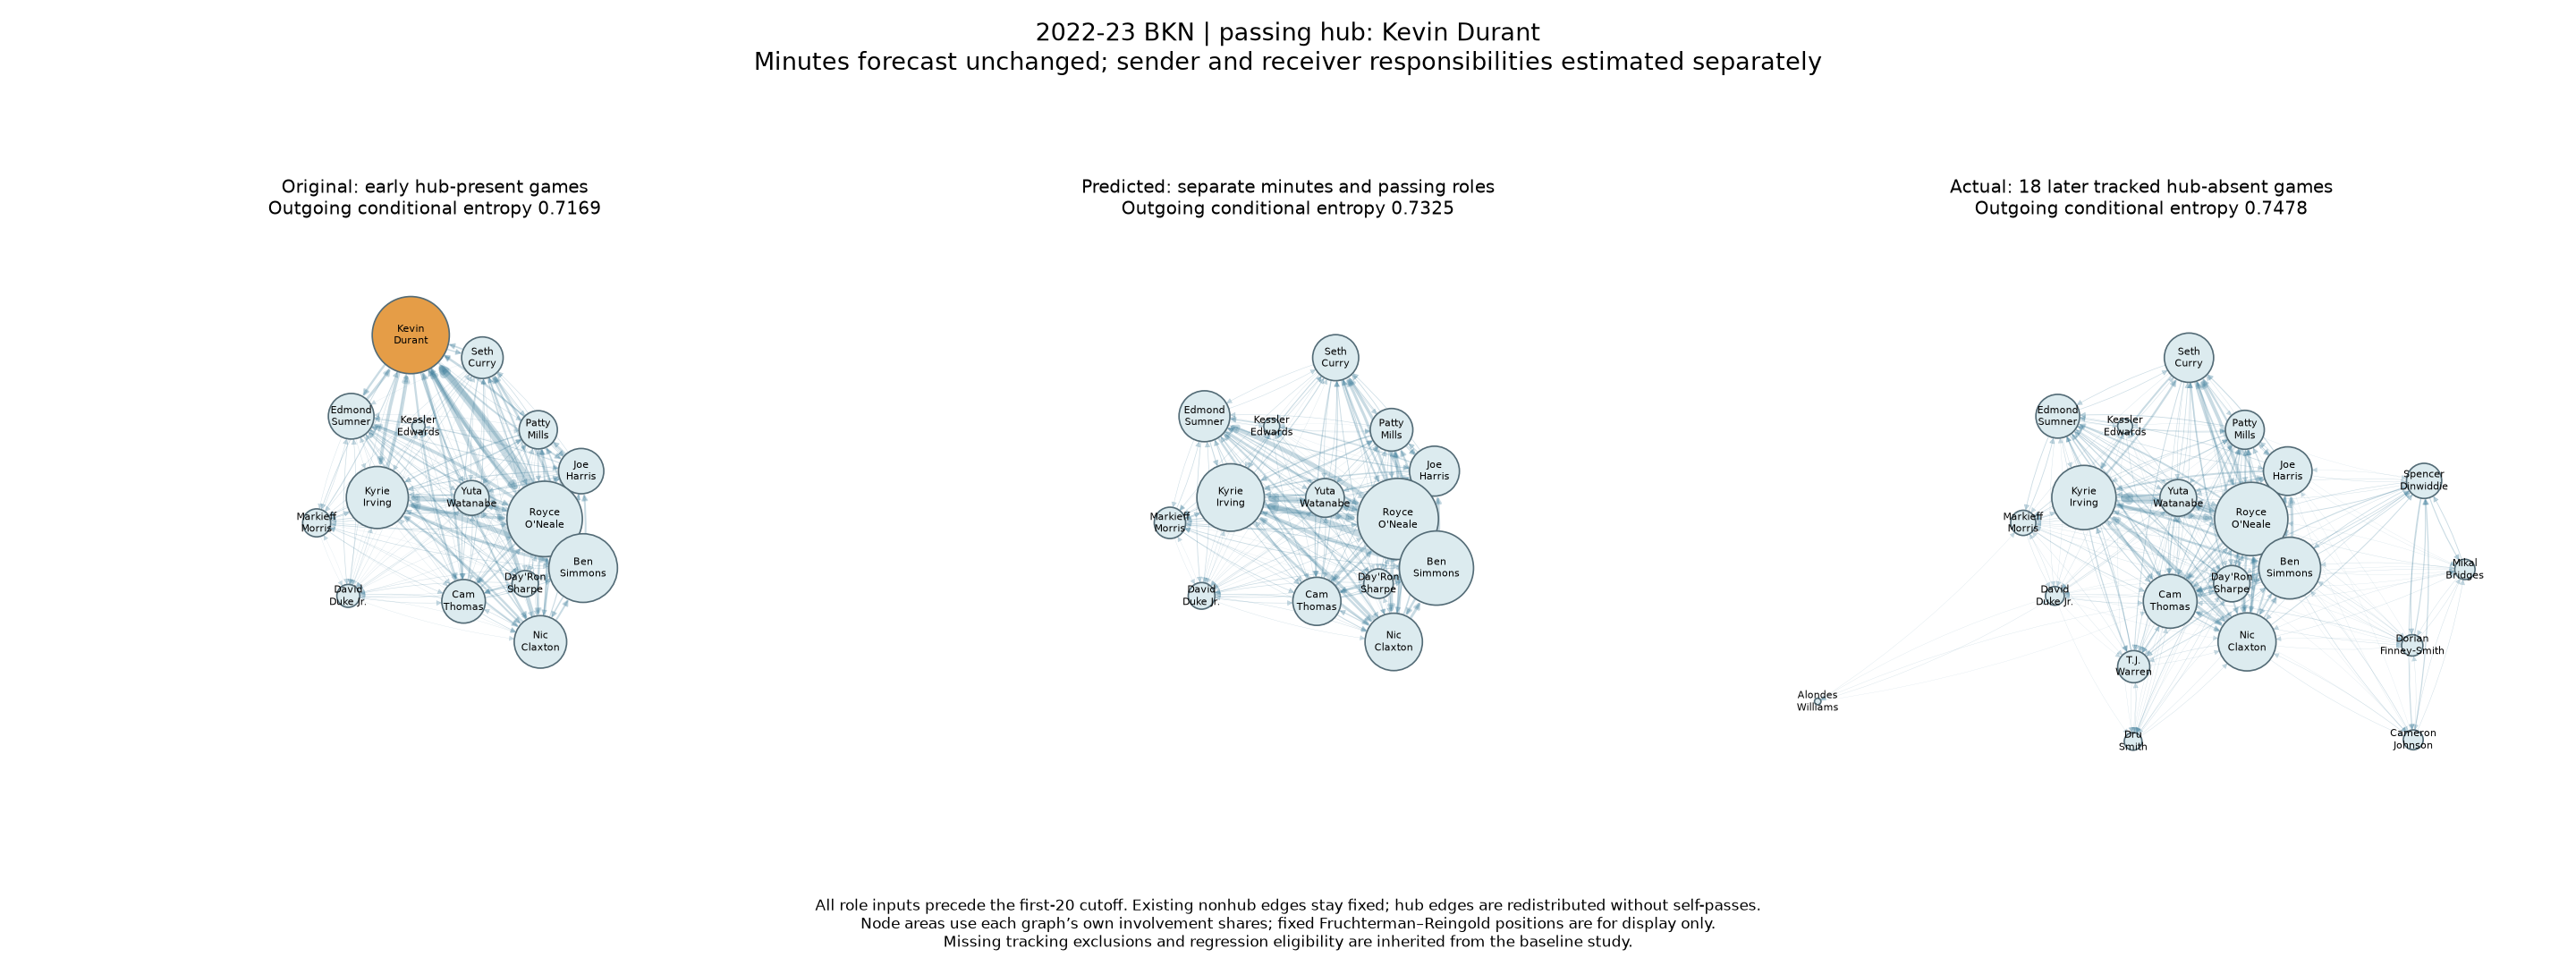 2022-23 BKN | passing hub: Kevin Durant
Minutes forecast unchanged; sender and receiver responsibilities estimated separately
Original: early hub-present games
Outgoing conditional entropy 0.7169
Kevin
Durant
Seth
Curry
Edmond
Sumner
Kessler
Edwards
Patty
Mills
Joe
Harris
Kyrie
Irving
Yuta
Watanabe
Royce
O'Neale
Markieff
Morris
Ben
Simmons
Day'Ron
Sharpe
David
Duke Jr.
Cam
Thomas
Nic
Claxton
Predicted: separate minutes and passing roles
Outgoing conditional entropy 0.7325
Seth
Curry
Edmond
Sumner
Kessler
Edwards
Patty
Mills
Joe
Harris
Kyrie
Irving
Yuta
Watanabe
Royce
O'Neale
Markieff
Morris
Ben
Simmons
Day'Ron
Sharpe
David
Duke Jr.
Cam
Thomas
Nic
Claxton
Actual: 18 later tracked hub-absent games
Outgoing conditional entropy 0.7478
Seth
Curry
Edmond
Sumner
Kessler
Edwards
Patty
Mills
Joe
Harris
Spencer
Dinwiddie
Kyrie
Irving
Yuta
Watanabe
Royce
O'Neale
Markieff
Morris
Ben
Simmons
Mikal
Bridges
Day'Ron
Sharpe
David
Duke Jr.
Cam
Thomas
Nic
Claxton
Dorian
Finney-Smith
T.J.
Warren
Alondes
Williams
Dru
Smith
Cameron
Johnson
All role inputs precede the first-20 cutoff. Existing nonhub edges stay fixed; hub edges are redistributed without self-passes.
Node areas use each graph’s own involvement shares; fixed Fruchterman–Reingold positions are for display only.
Missing tracking exclusions and regression eligibility are inherited from the baseline study.